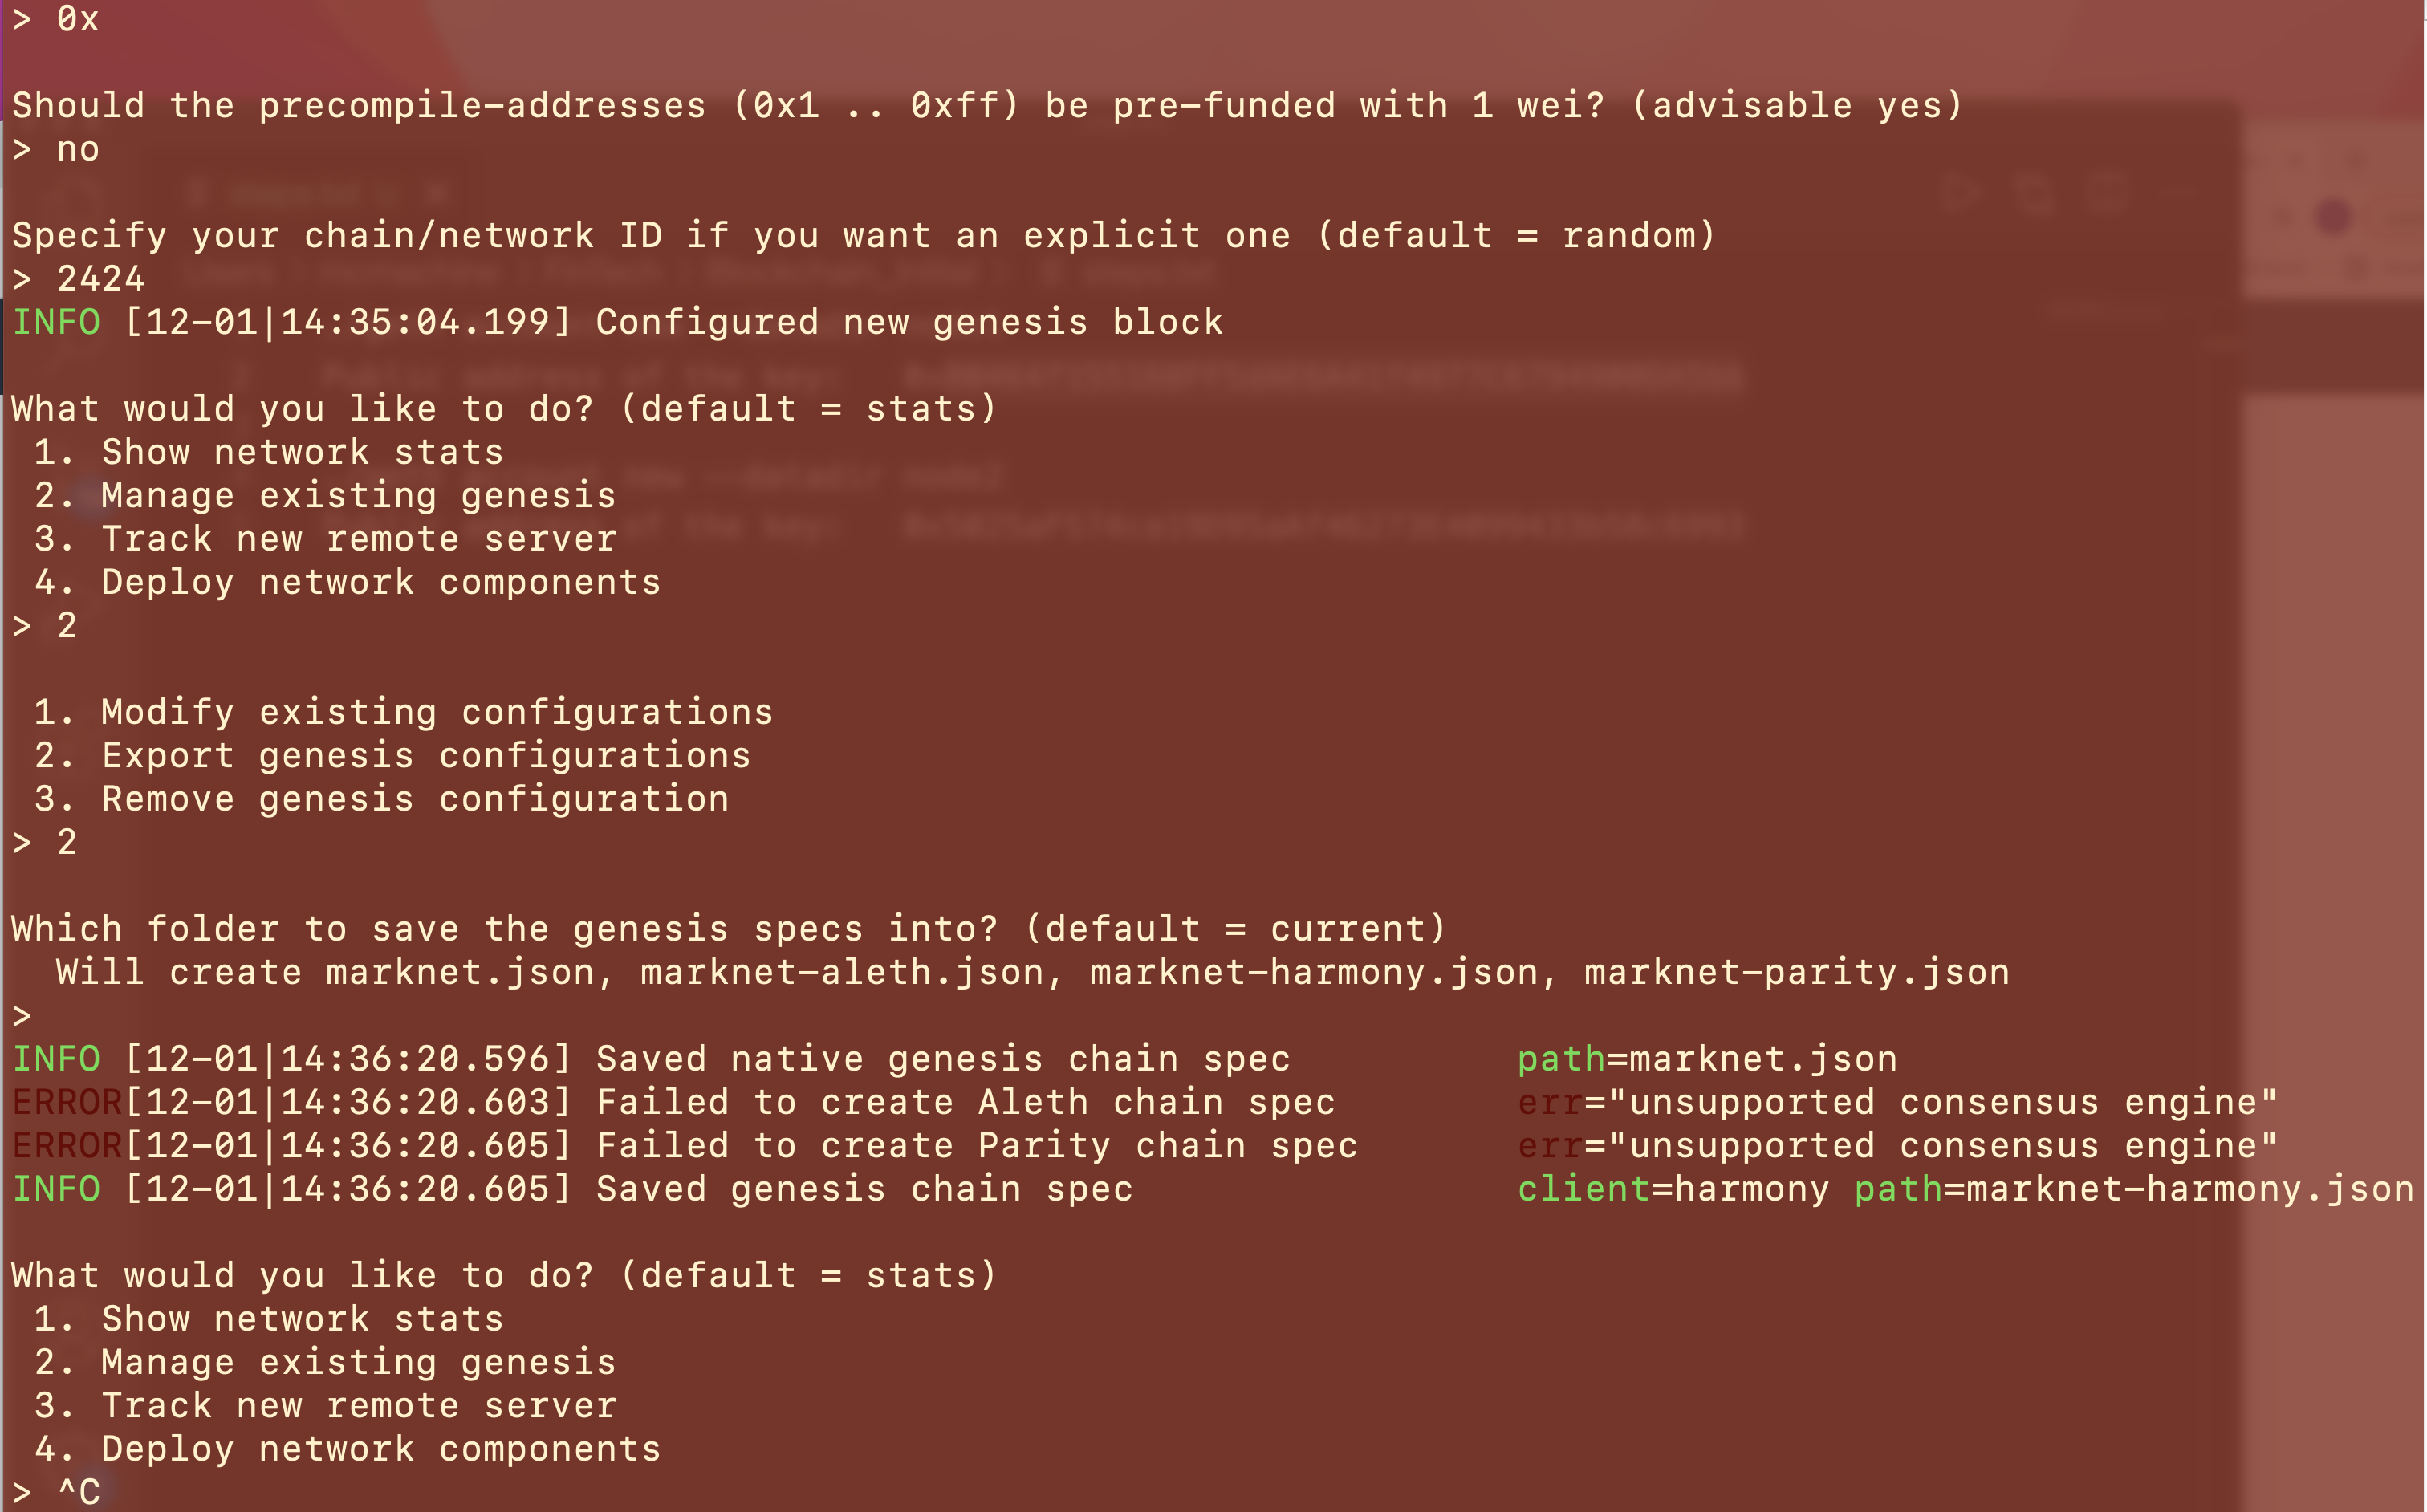 > 0x
Should the precompile-addresses (0x1 .. 0xff) be pre-funded with 1 wei? (advisable yes)
> no
Specify your chain/network ID if you want an explicit one (default = random)
> 2424
INFO [12-01|14:35:04.199] Configured new genesis block
What would you like to do? (default = stats)
1. Show network stats
2. Manage existing genesis
3. Track new remote server
4. Deploy network components
> 2
1. Modify existing configurations
2. Export genesis configurations
3. Remove genesis configuration
> 2
Which folder to save the genesis specs into? (default = current)
Will create marknet.json, marknet-aleth.json, marknet-harmony.json, marknet-parity.json
>
INFO [12-01|14:36:20.596] Saved native genesis chain spec path=marknet.json
ERROR[12-01|14:36:20.603] Failed to create Aleth chain spec err="unsupported consensus engine"
ERROR[12-01|14:36:20.605] Failed to create Parity chain spec err="unsupported consensus engine"
INFO [12-01|14:36:20.605] Saved genesis chain spec client=harmony path=marknet-harmony.json
What would you like to do? (default = stats)
1. Show network stats
2. Manage existing genesis
3. Track new remote server
4. Deploy network components
> ^C